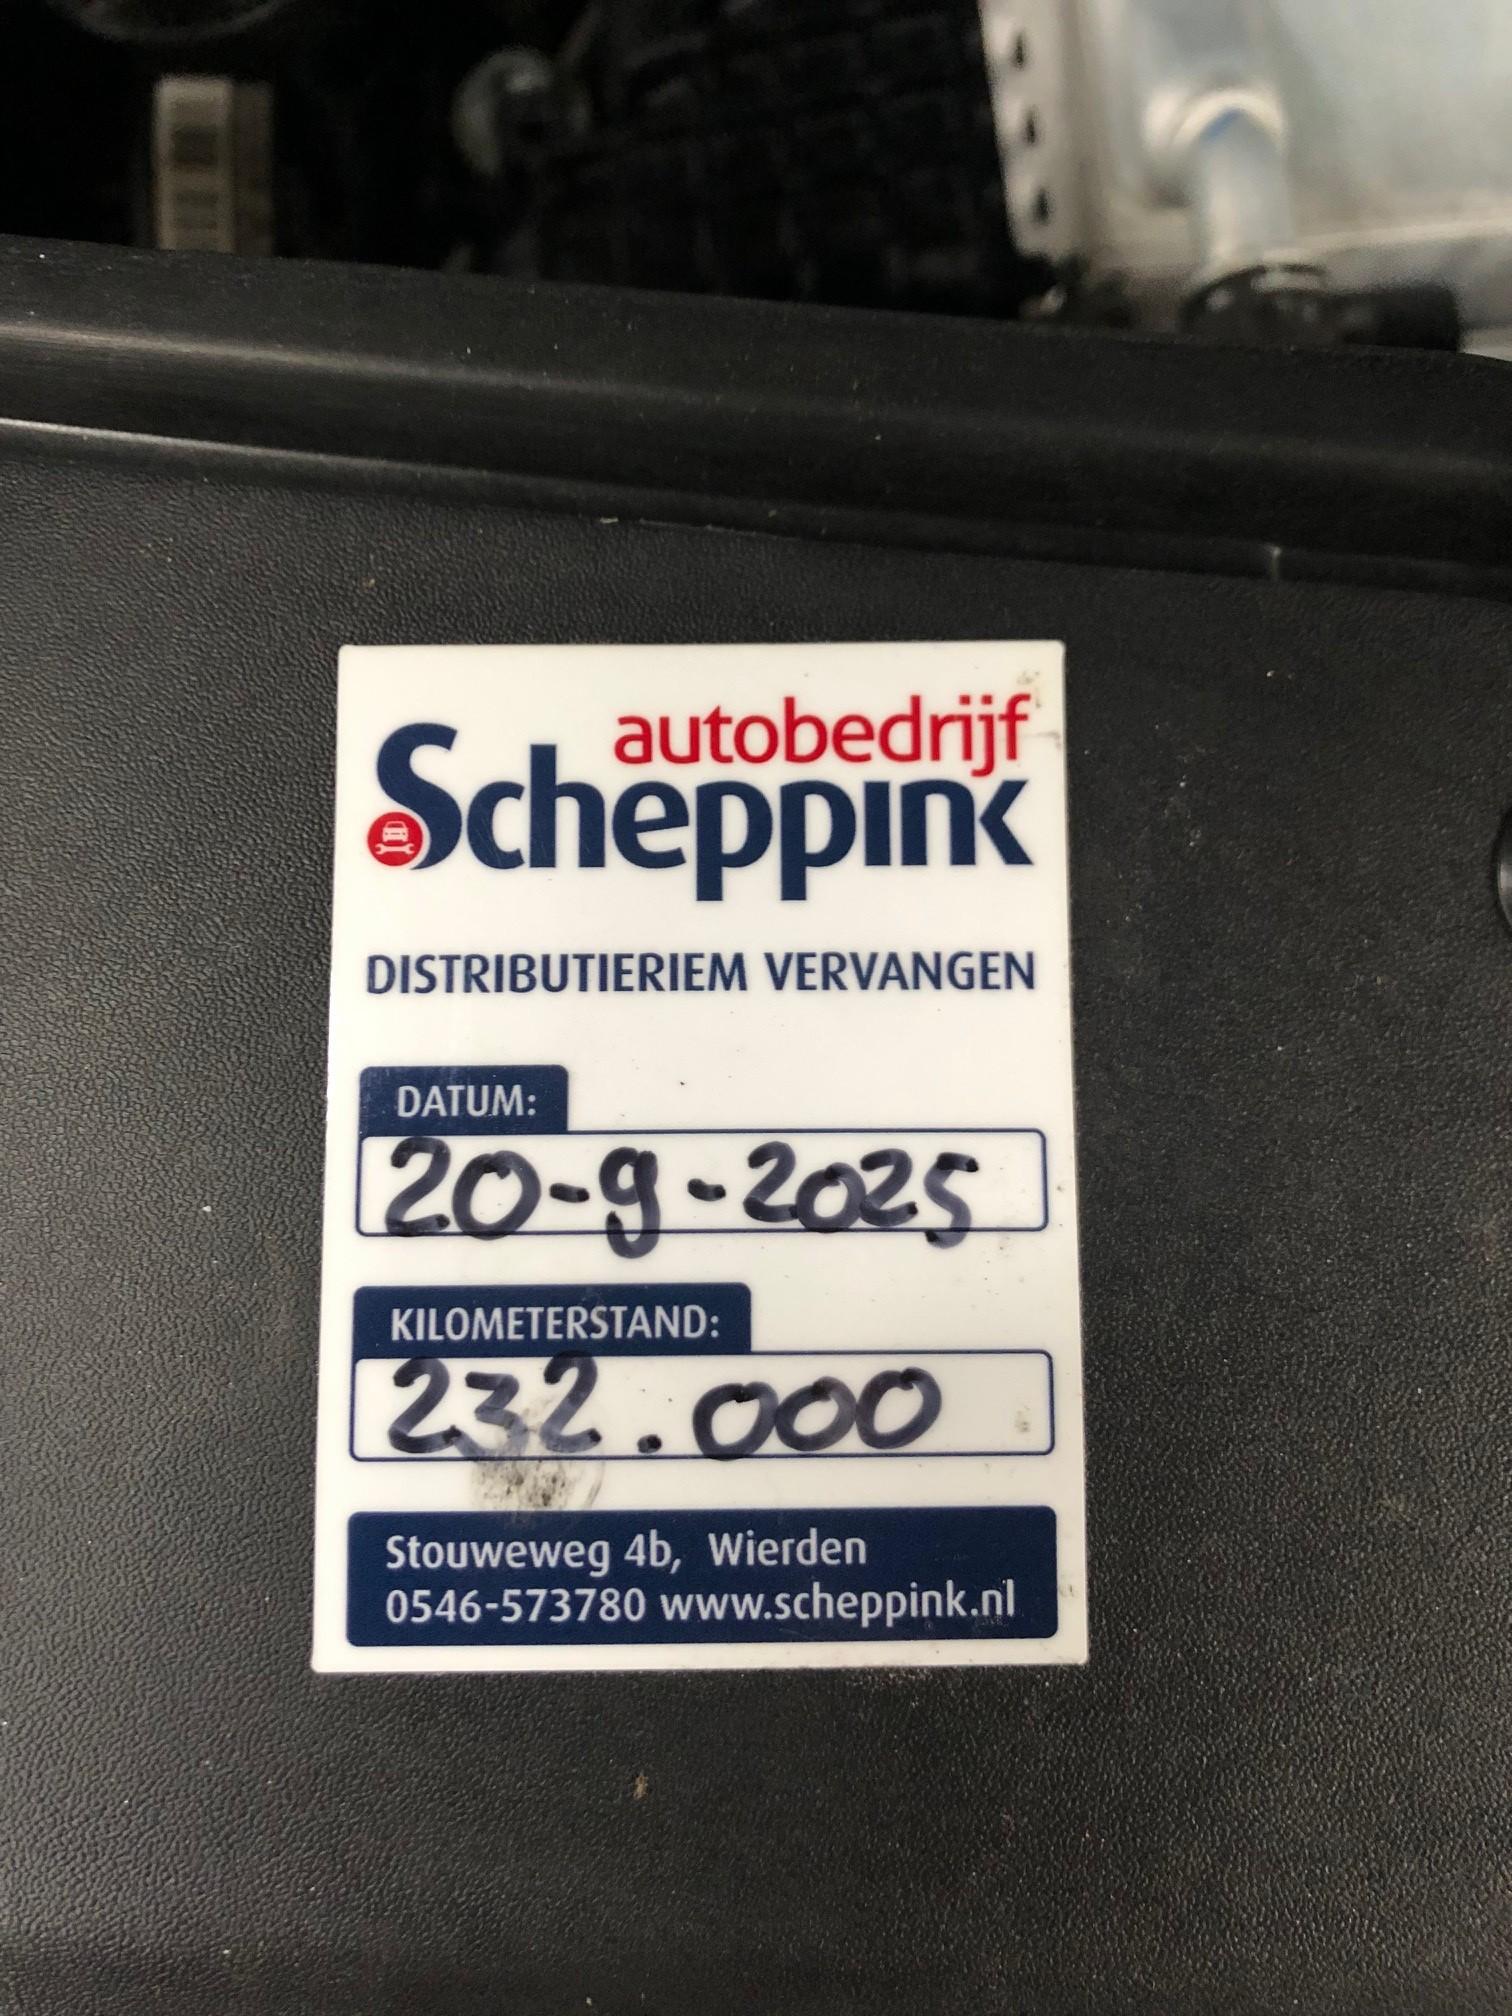 autobedrijf
Scheppink
DISTRIBUTIERIEM VERVANGEN
DATUM:
20-9-2025
KILOMETERSTAND:
232.000
Stouweweg 4b, Wierden
0546-573780 www.scheppink.nl